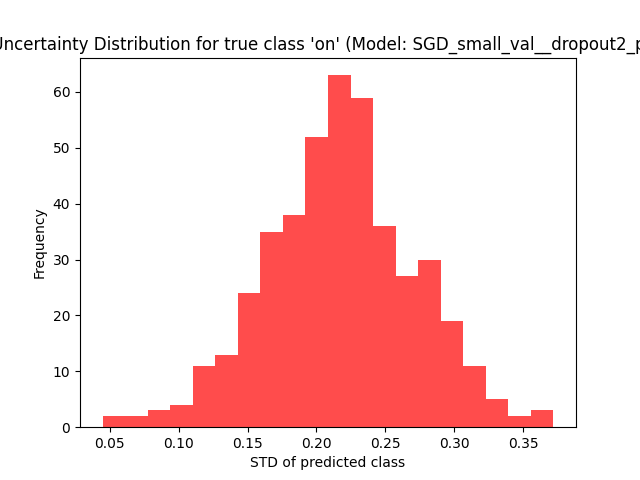 Uncertainty Distribution for true class 'on' (Model: SGD_small_val__dropout2_p
60
50
40
30
20
10
0
Frequency
0.05 0.10 0.15 0.20 0.25 0.30 0.35
STD of predicted class